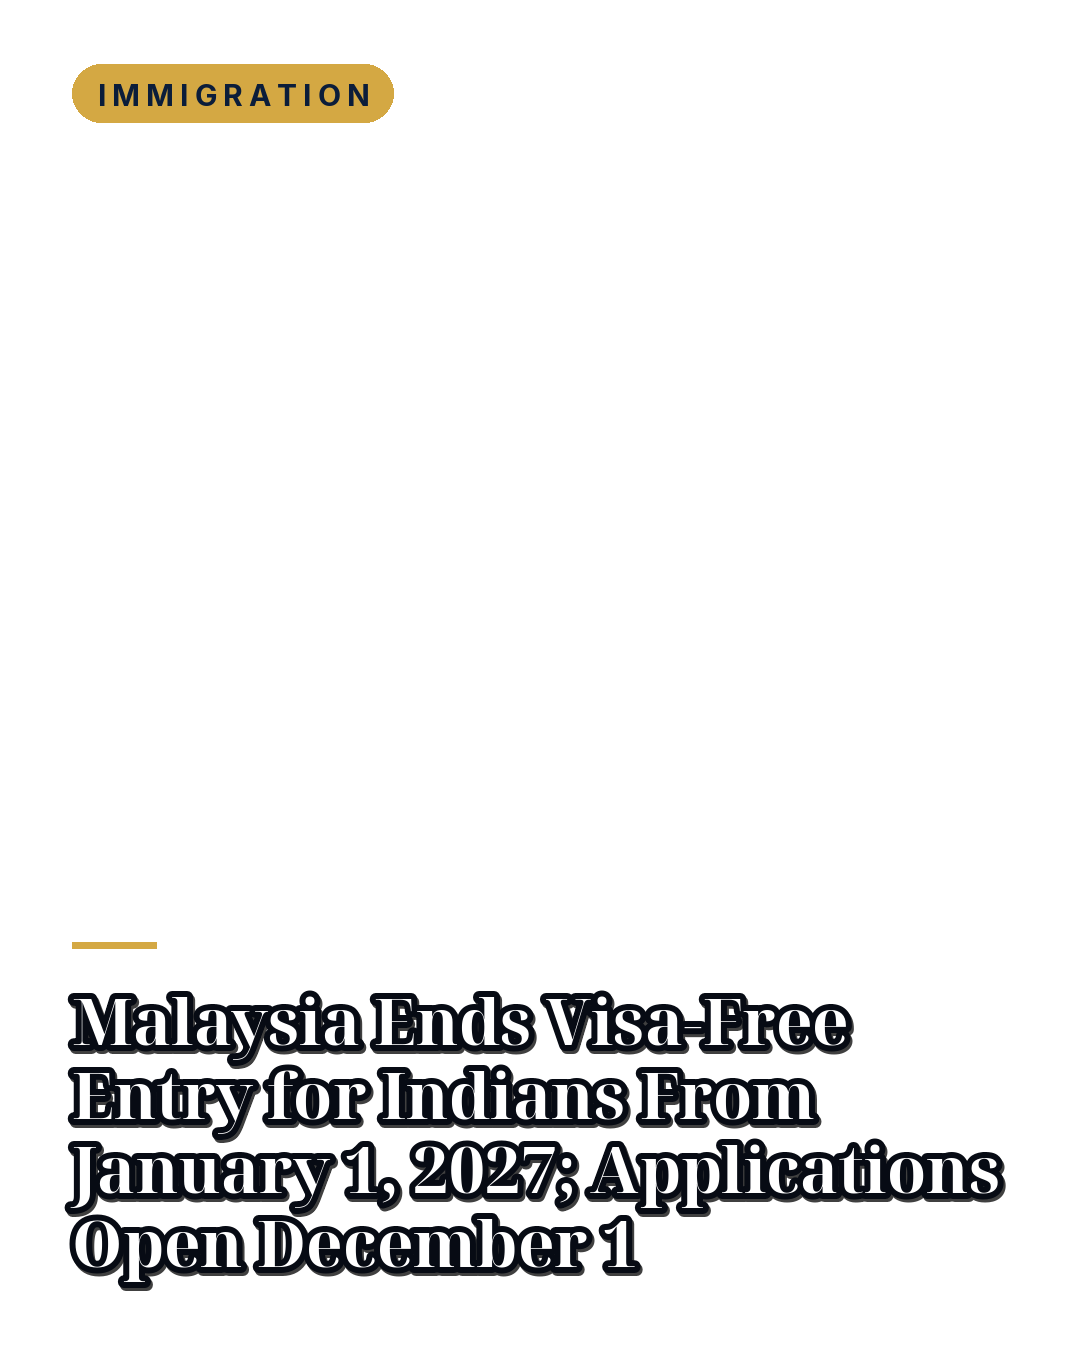 IMMIGRATION
Malaysia Ends Visa-Free
Entry for Indians From
January 1, 2027; Applications
Open December 1